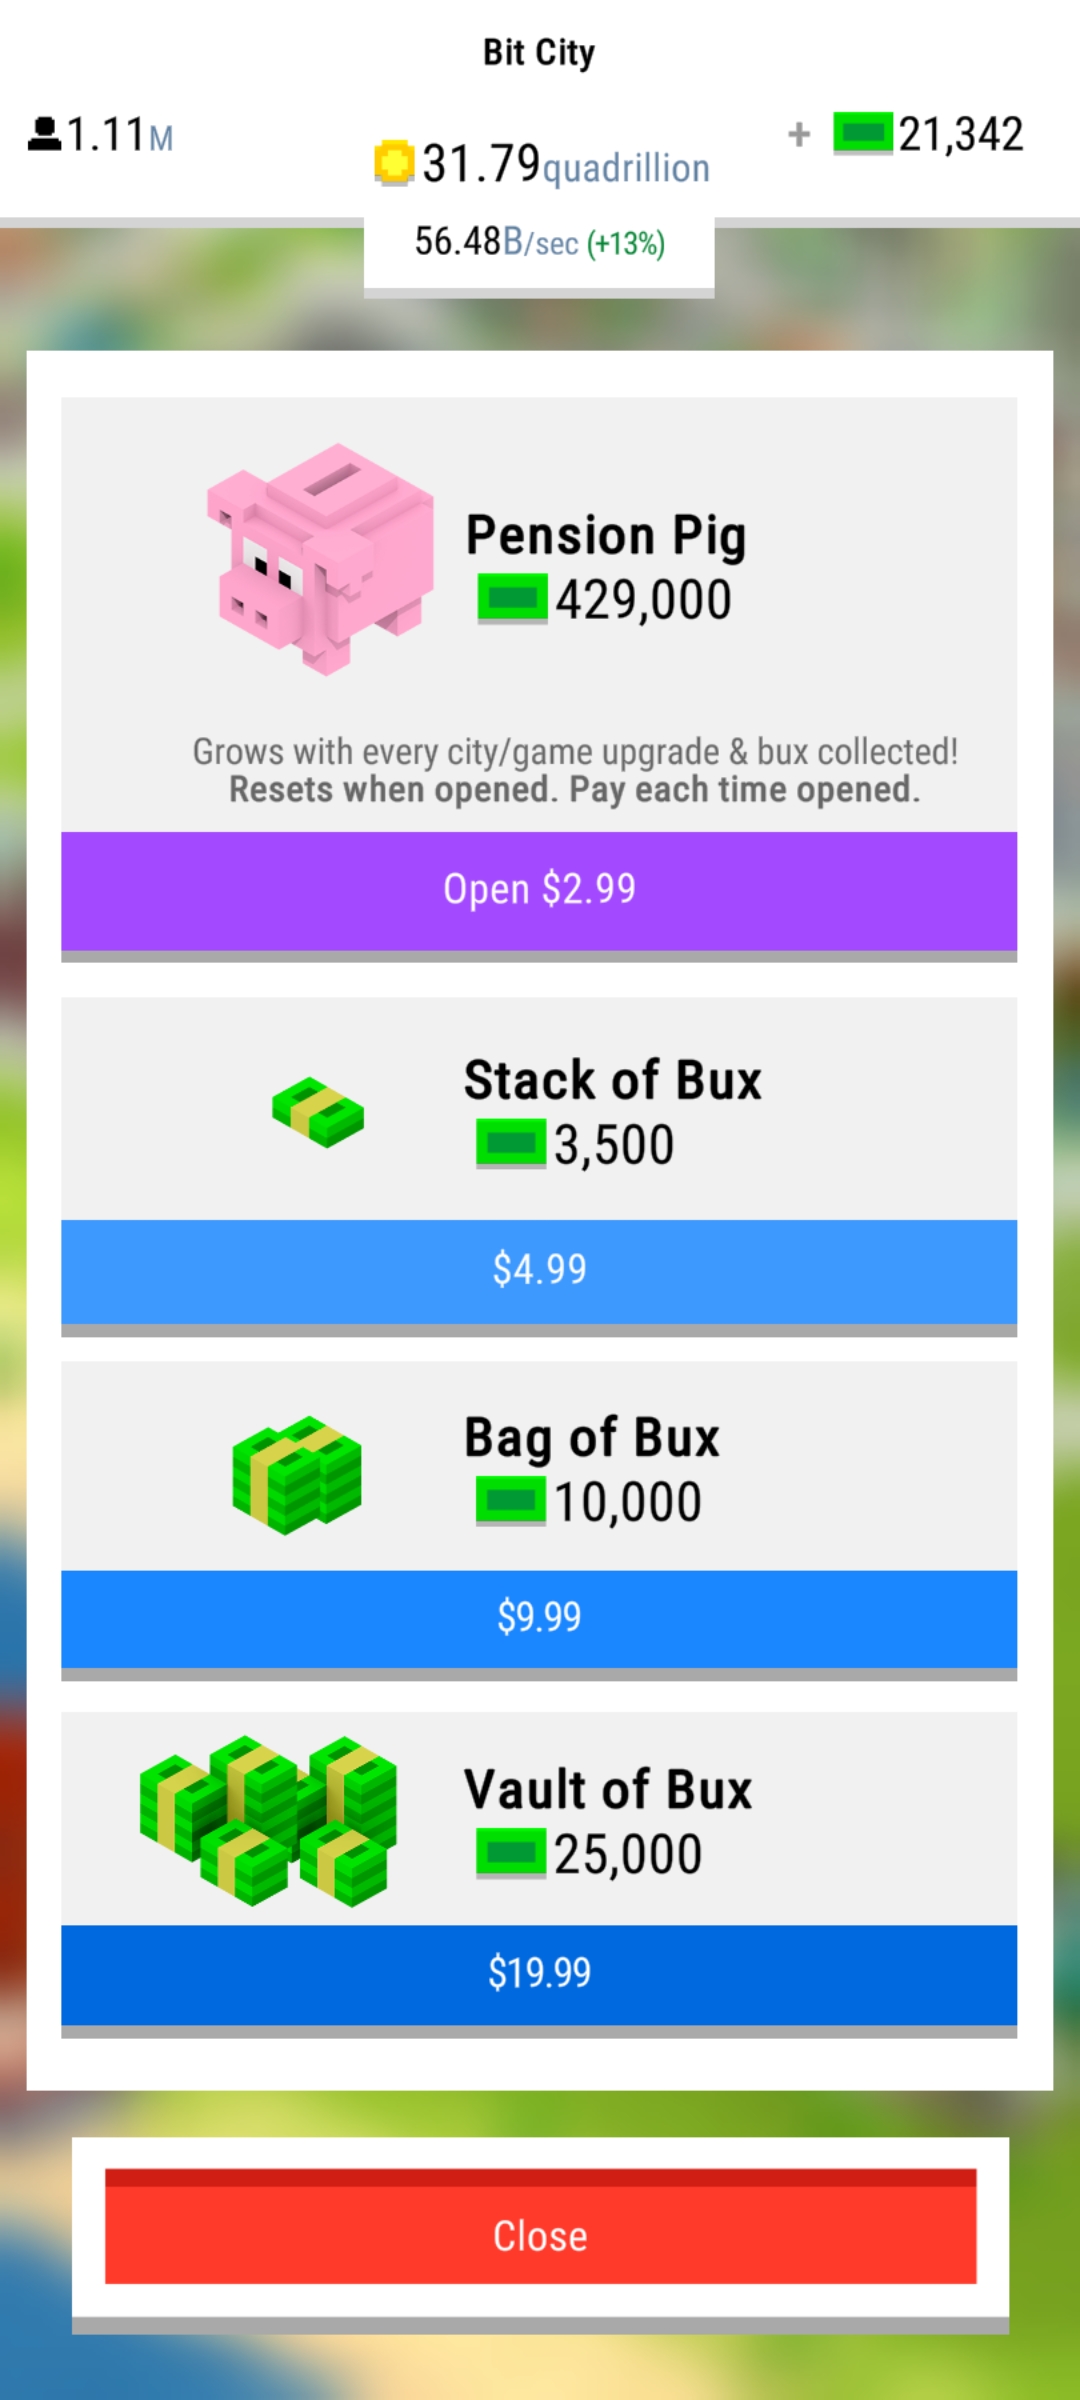 Bit City
1.11M
31.79quadrillion
+ 21,342
56.48B/sec (+13%)
Pension Pig
429,000
Grows with every city/game upgrade & bux collected!
Resets when opened. Pay each time opened.
Open $2.99
Stack of Bux
3,500
$4.99
Bag of Bux
10,000
$9.99
Vault of Bux
25,000
$19.99
Close